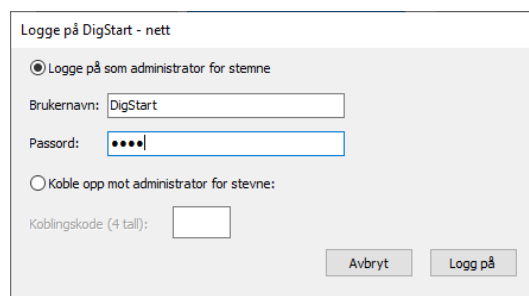 Logge på DigStart - nett
Logge på som administrator for stemne
Brukernavn: DigStart
Passord: ••••
Koble opp mot administrator for stevne:
Koblingskode (4 tall):
Avbryt Logg på